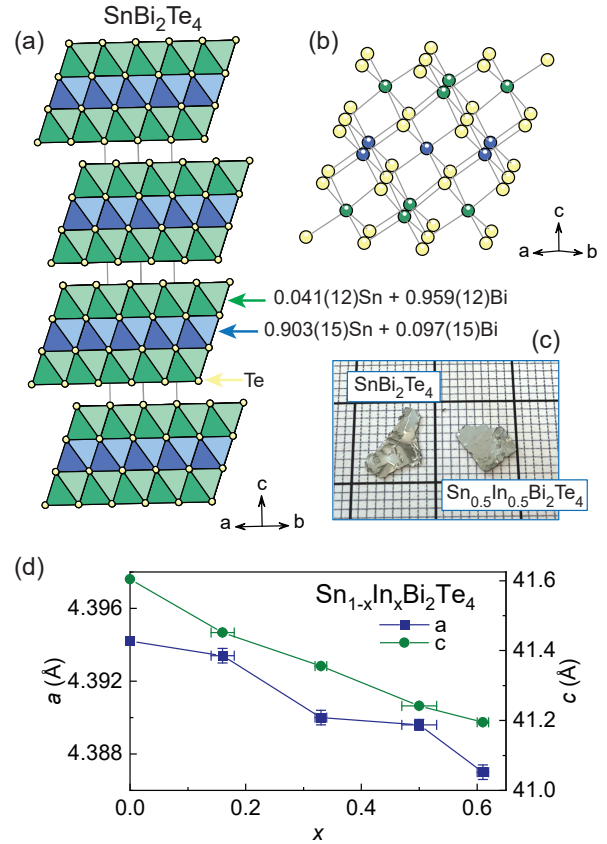 SnBi₂Te₄
(a)
(b)
c
a
b
0.041(12)Sn + 0.959(12)Bi
0.903(15)Sn + 0.097(15)Bi
(c)
Te
SnBi₂Te₄
Sn₀.₅In₀.₅Bi₂Te₄
c
a
b
(d)
Sn₁₋ₓInₓBi₂Te₄
a
c
4.396
4.392
4.388
a (Å)
41.6
41.4
41.2
41.0
c (Å)
0.0
0.2
0.4
0.6
x